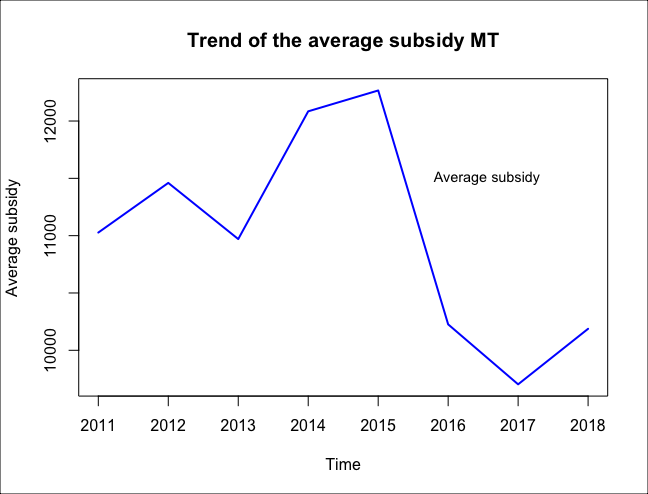 Trend of the average subsidy MT
Average subsidy
12000
11000
10000
Average subsidy
2011 2012 2013 2014 2015 2016 2017 2018
Time